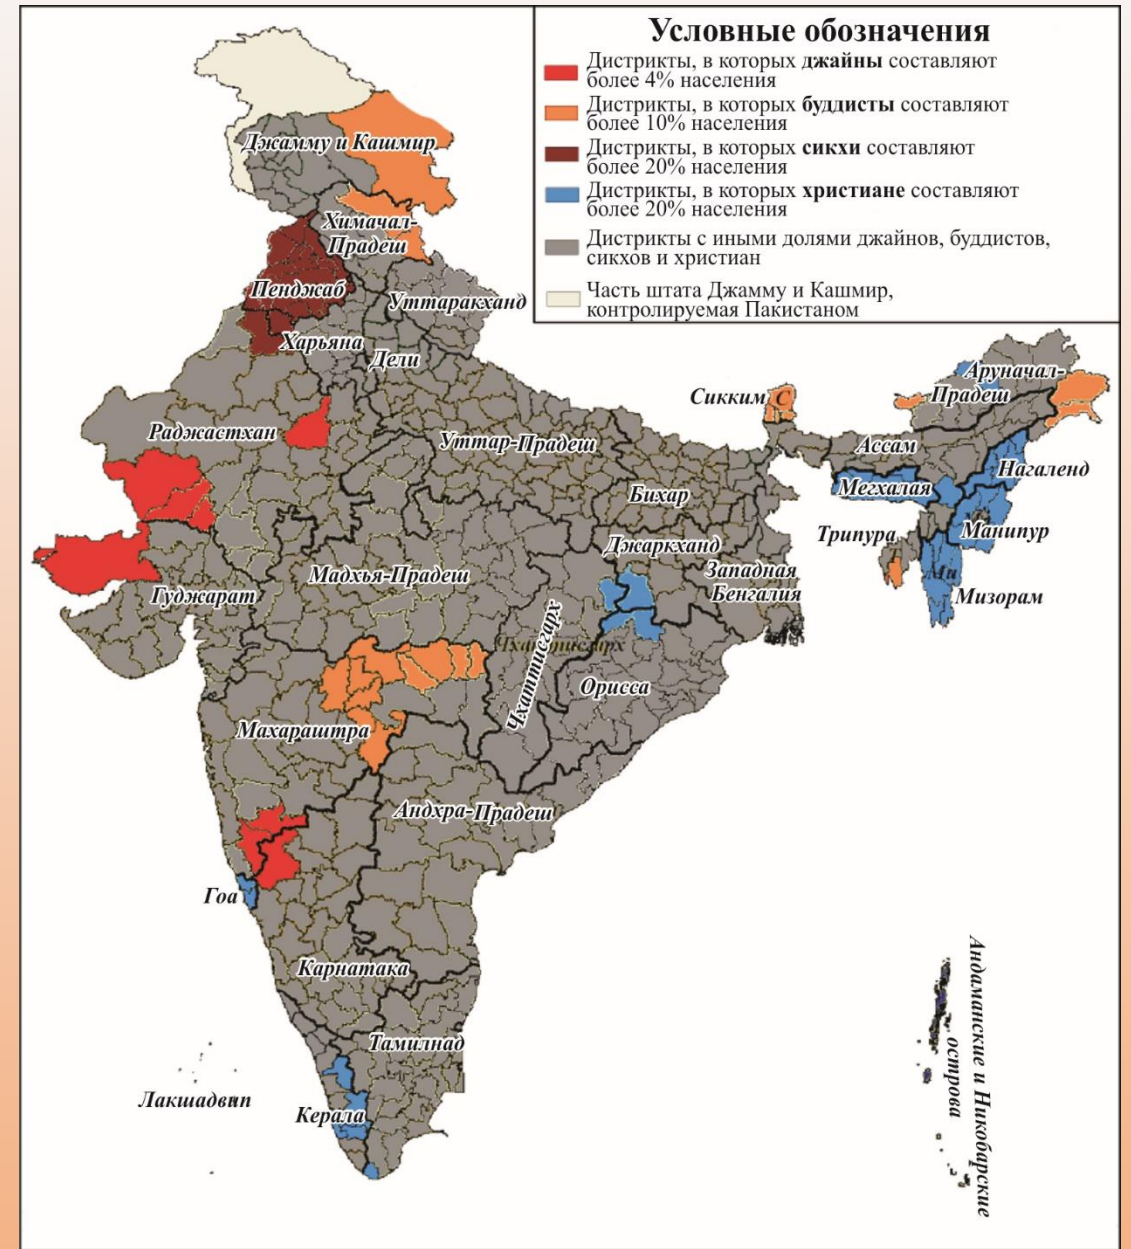 Условные обозначения
Дистрикты, в которых джайны составляют
более 4% населения
Дистрикты, в которых буддисты составляют
более 10% населения
Дистрикты, в которых сикхи составляют
более 20% населения
Дистрикты, в которых христиане составляют
более 20% населения
Дистрикты с иными долями джайнов, буддистов,
сикхов и христиан
Часть штата Джамму и Кашмир,
контролируемая Пакистаном
Джамму и Кашмир
Химачал-
Прадеш
Пенджаб
Уттаракханд
Харьяна
Дели
Аруначал-
Прадеш
Сикким С
Раджастхан
Уттар-Прадеш
Ассам
Нагаленд
Мегхалая
Бихар
Трипура
Манипур
Джаркханд
Мадхъя-Прадеш
Западная
Бенгалия
Гуджарат
Ми
Мизорам
Чхаттисгарх
Чхаттисгарх
Орисса
Махараштра
Андхра-Прадеш
Гоа
Карнатака
Андаманские и Никобарские
острова
Тамилнад
Лакшадвип
Керала